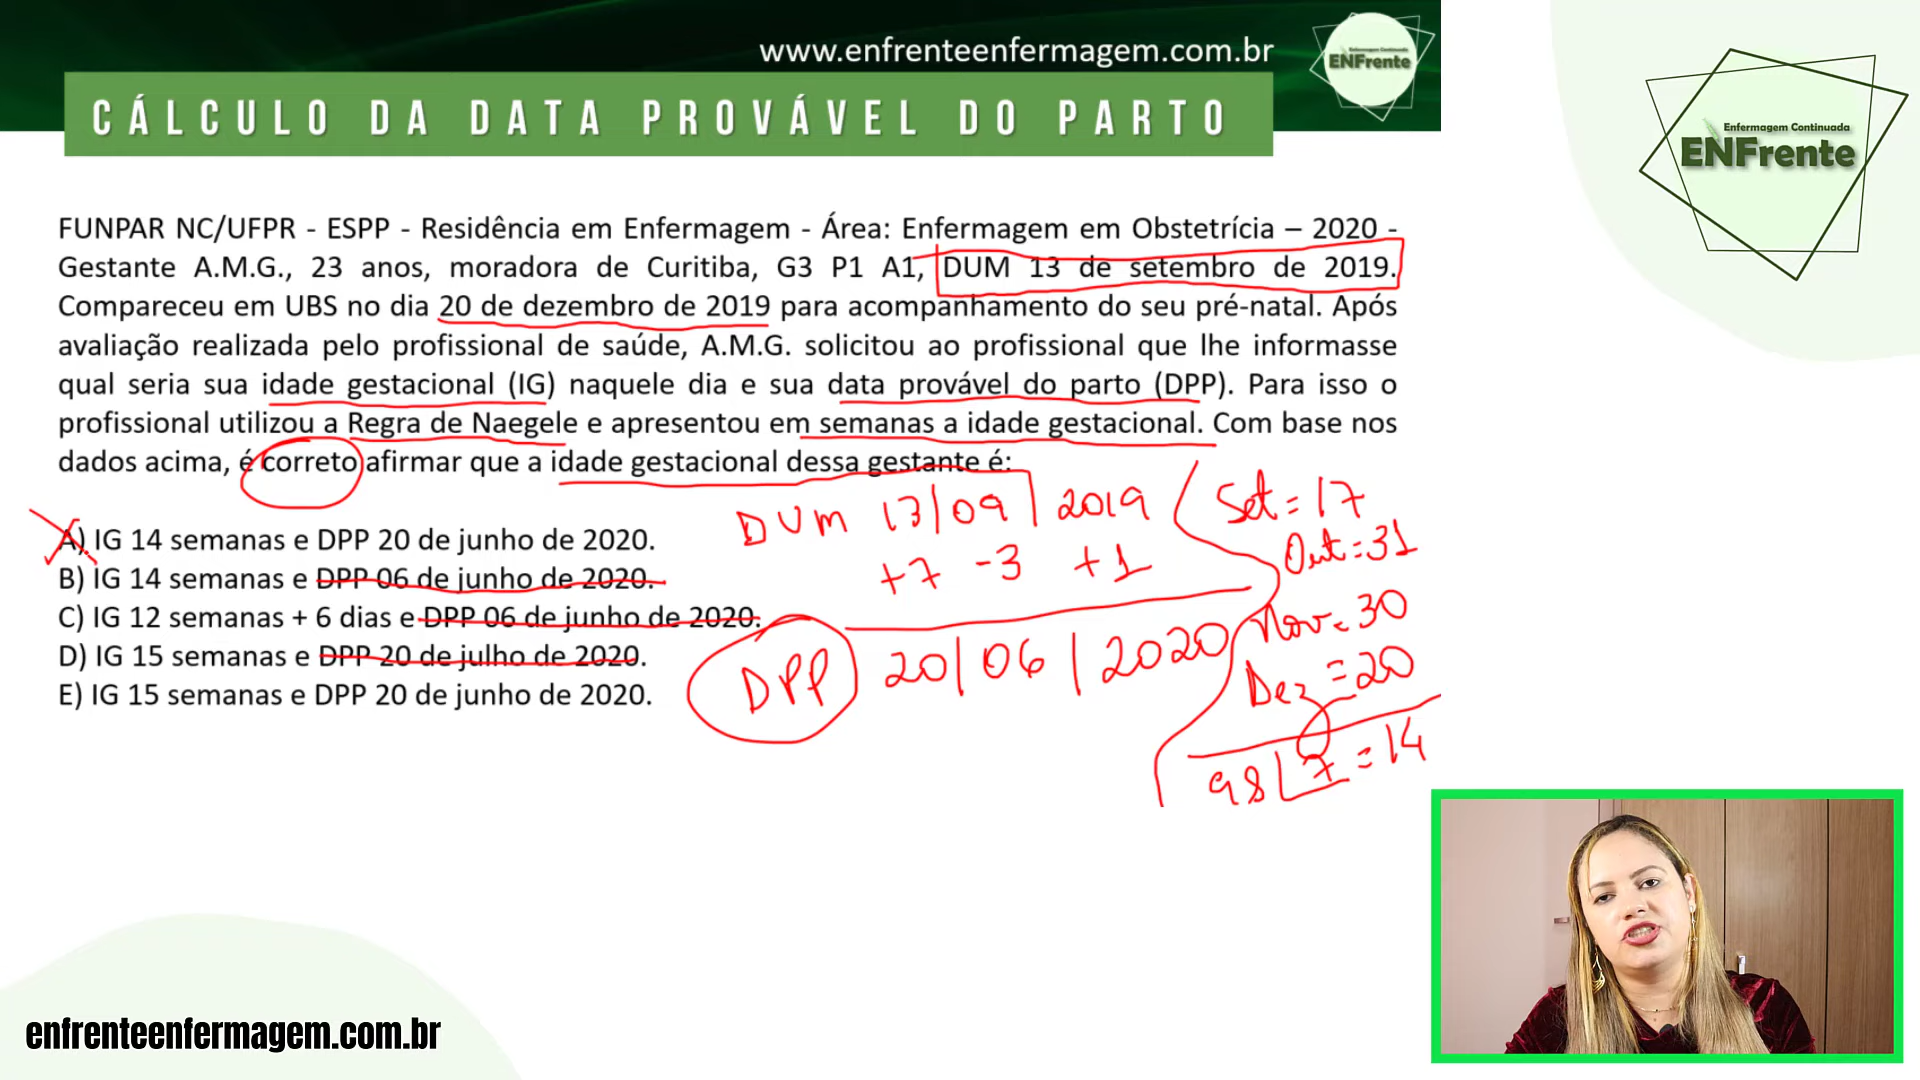 www.enfrenteenfermagem.com.br
Enfermagem Continuada
ENFrente
CÁLCULO DA DATA PROVÁVEL DO PARTO
Enfermagem Continuada
ENFrente
FUNPAR NC/UFPR - ESPP - Residência em Enfermagem - Área: Enfermagem em Obstetrícia – 2020 -
Gestante A.M.G., 23 anos, moradora de Curitiba, G3 P1 A1, DUM 13 de setembro de 2019.
Compareceu em UBS no dia 20 de dezembro de 2019 para acompanhamento do seu pré-natal. Após
avaliação realizada pelo profissional de saúde, A.M.G. solicitou ao profissional que lhe informasse
qual seria sua idade gestacional (IG) naquele dia e sua data provável do parto (DPP). Para isso o
profissional utilizou a Regra de Naegele e apresentou em semanas a idade gestacional. Com base nos
dados acima, é correto afirmar que a idade gestacional dessa gestante é:
A) IG 14 semanas e DPP 20 de junho de 2020.
B) IG 14 semanas e DPP 06 de junho de 2020.
C) IG 12 semanas + 6 dias e DPP 06 de junho de 2020.
D) IG 15 semanas e DPP 20 de julho de 2020.
E) IG 15 semanas e DPP 20 de junho de 2020.
DUM 13/09/2019
+7 -3 +1
DPP 20/06/2020
Set = 17
Out = 31
Nov = 30
Dez = 20
98 7 = 14
enfrenteenfermagem.com.br